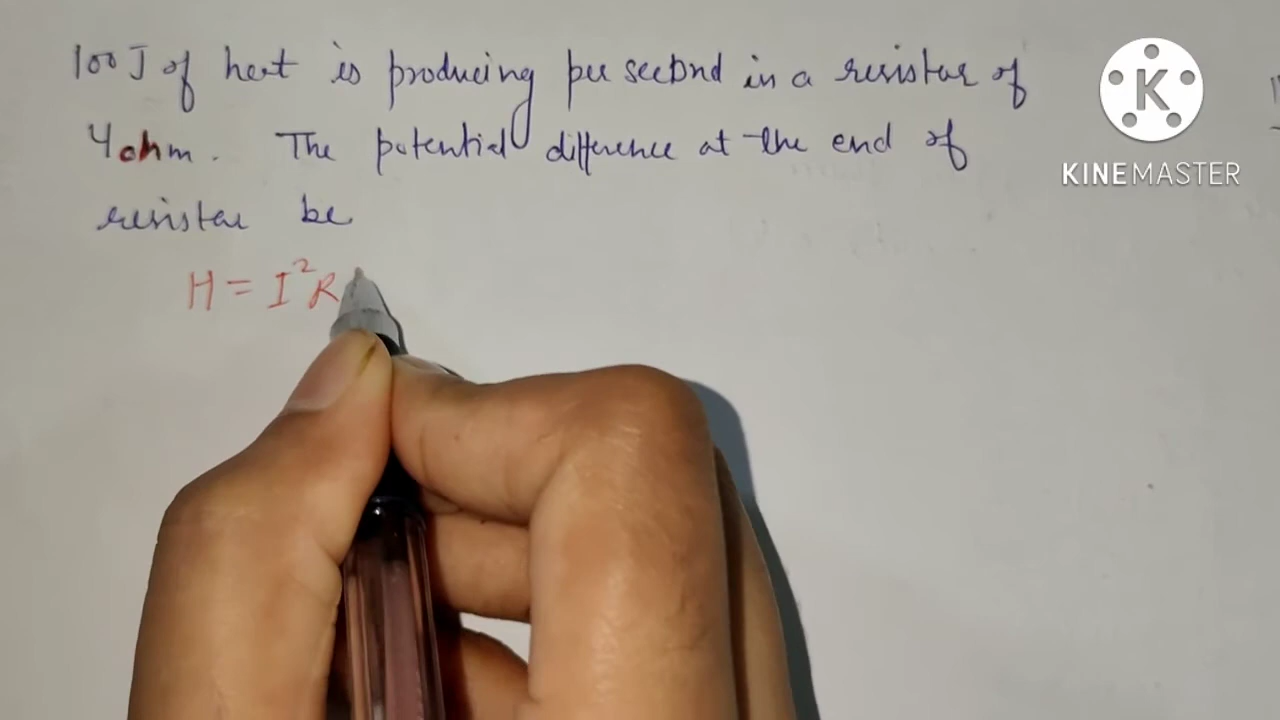 100 J of heat is producing per second in a resistor of
4 ohm. The potential difference at the end of
resistor be
H = I²R
K
KINEMASTER